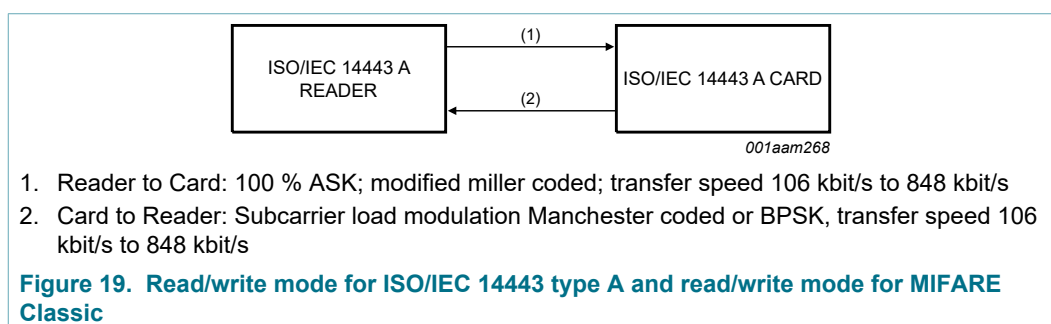 (1)
ISO/IEC 14443 A
READER
ISO/IEC 14443 A CARD
(2)
001aam268
1. Reader to Card: 100 % ASK; modified miller coded; transfer speed 106 kbit/s to 848 kbit/s
2. Card to Reader: Subcarrier load modulation Manchester coded or BPSK, transfer speed 106
kbit/s to 848 kbit/s
Figure 19. Read/write mode for ISO/IEC 14443 type A and read/write mode for MIFARE
Classic